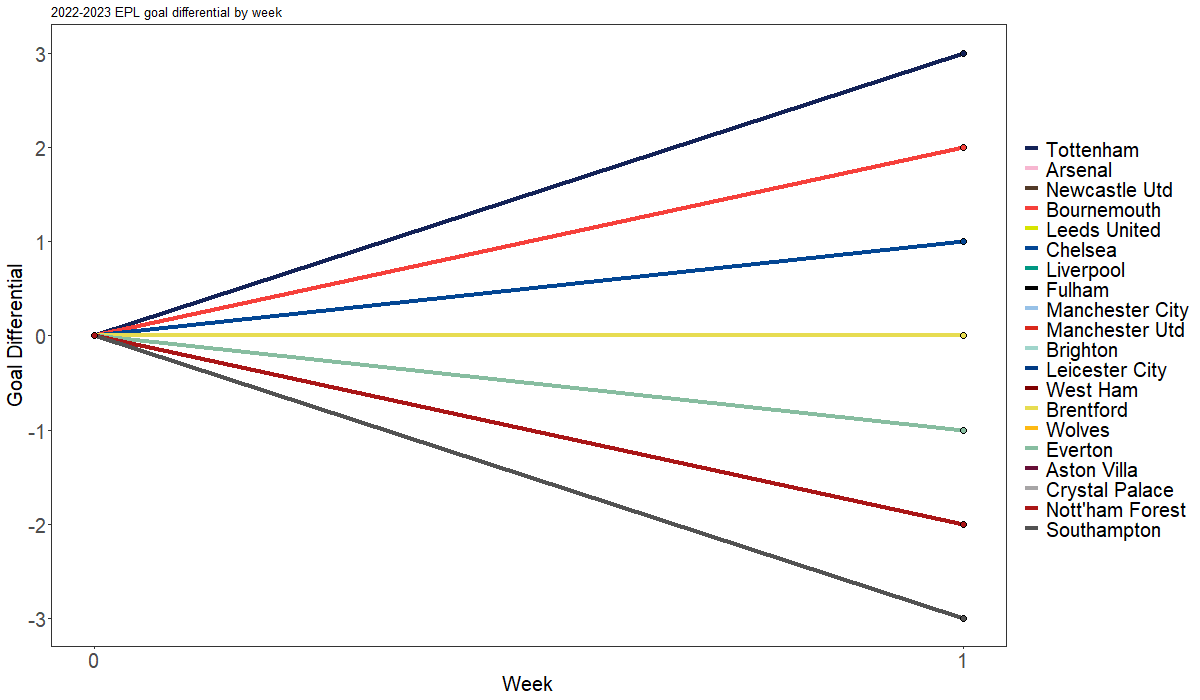 2022-2023 EPL goal differential by week
3
2
1
0
-1
-2
-3
Goal Differential
0
1
Week
Tottenham
Arsenal
Newcastle Utd
Bournemouth
Leeds United
Chelsea
Liverpool
Fulham
Manchester City
Manchester Utd
Brighton
Leicester City
West Ham
Brentford
Wolves
Everton
Aston Villa
Crystal Palace
Nott'ham Forest
Southampton